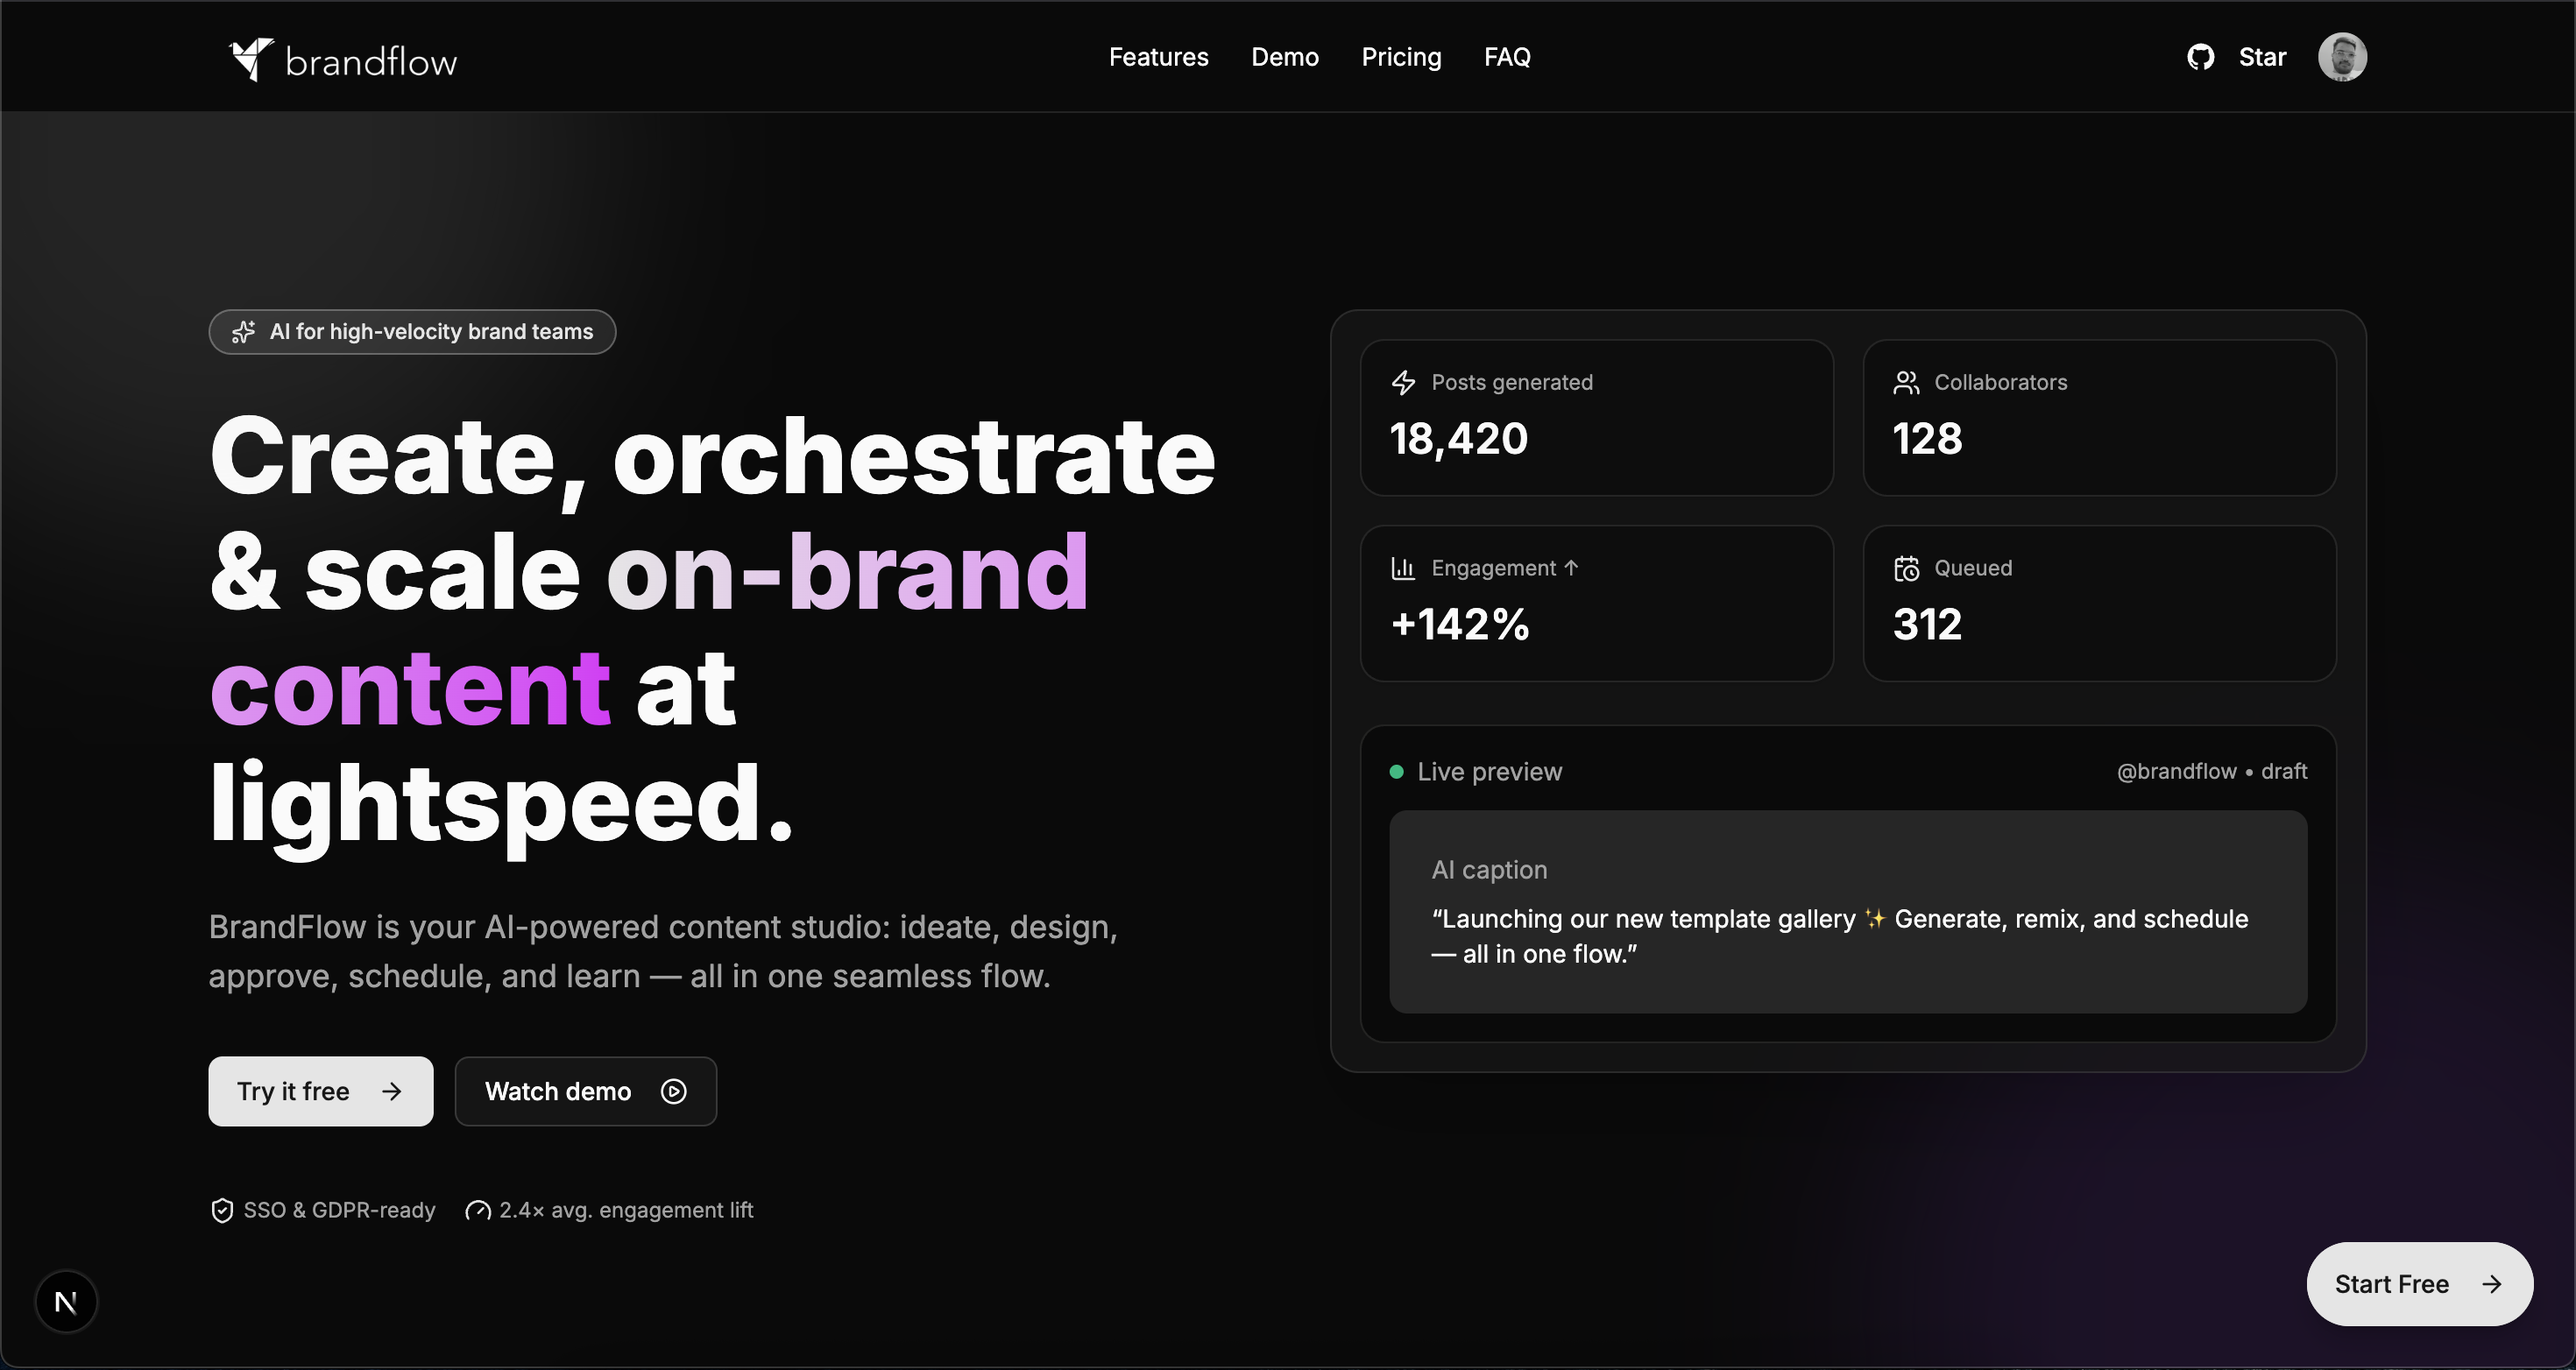 brandflow
Features
Demo
Pricing
FAQ
Star
AI for high-velocity brand teams
Create, orchestrate
& scale on-brand
content at
lightspeed.
BrandFlow is your AI-powered content studio: ideate, design,
approve, schedule, and learn — all in one seamless flow.
Try it free →
Watch demo
SSO & GDPR-ready
2.4× avg. engagement lift
Posts generated
18,420
Collaborators
128
Engagement ↑
+142%
Queued
312
Live preview
@brandflow • draft
AI caption
“Launching our new template gallery ✨ Generate, remix, and schedule
— all in one flow.”
N
Start Free →